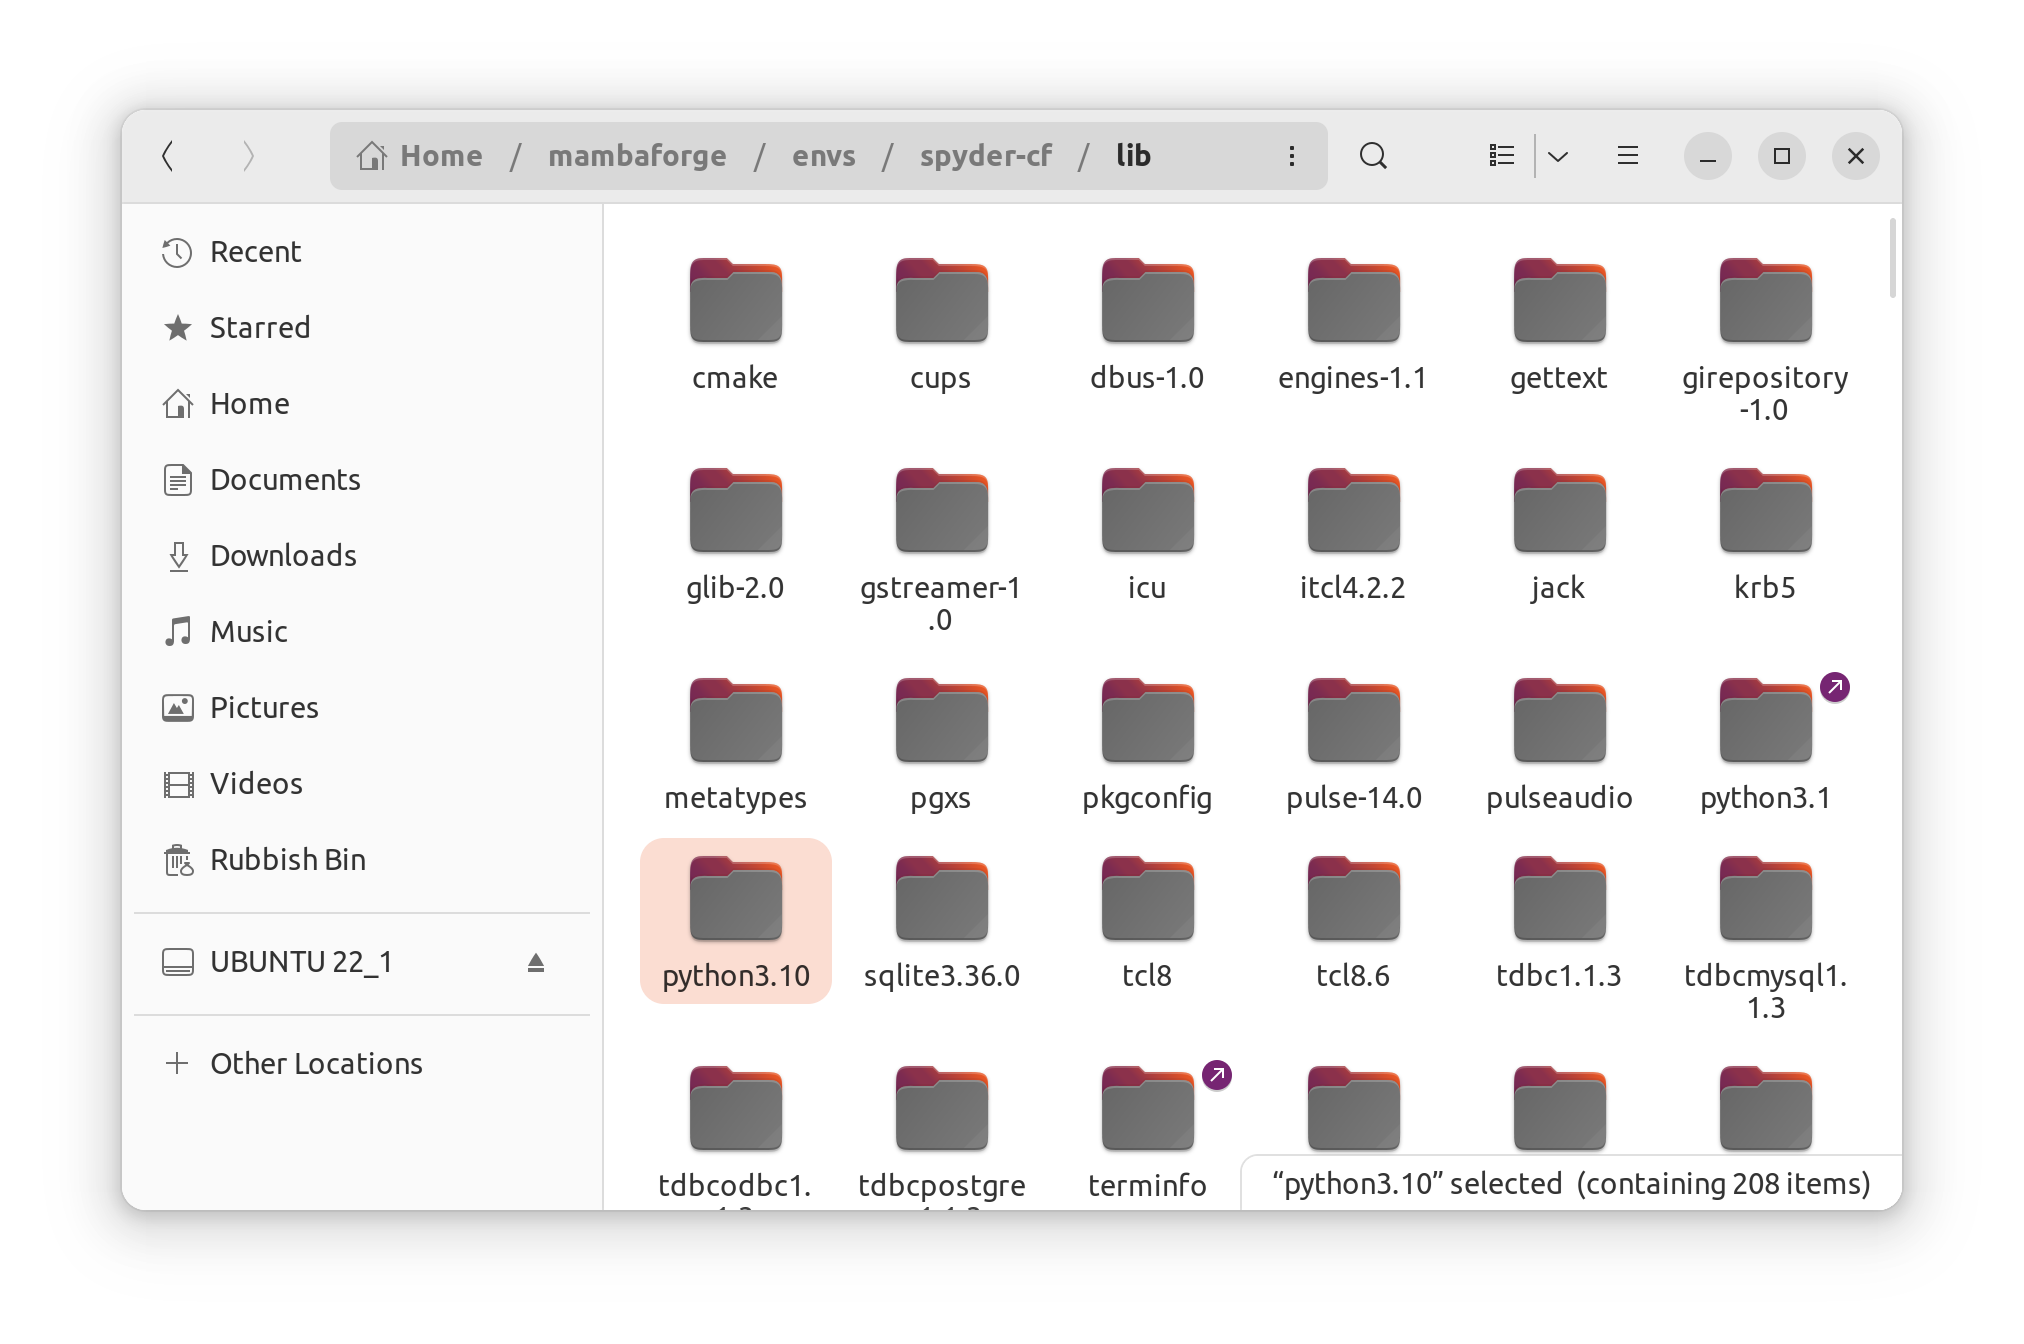 Home / mambaforge / envs / spyder-cf / lib
Recent
Starred
Home
Documents
Downloads
Music
Pictures
Videos
Rubbish Bin
UBUNTU 22_1
Other Locations
cmake
cups
dbus-1.0
engines-1.1
gettext
girepository
-1.0
glib-2.0
gstreamer-1
.0
icu
itcl4.2.2
jack
krb5
metatypes
pgxs
pkgconfig
pulse-14.0
pulseaudio
python3.1
python3.10
sqlite3.36.0
tcl8
tcl8.6
tdbc1.1.3
tdbcmysql1.
1.3
tdbcodbc1.
tdbcpostgre
terminfo
“python3.10” selected (containing 208 items)